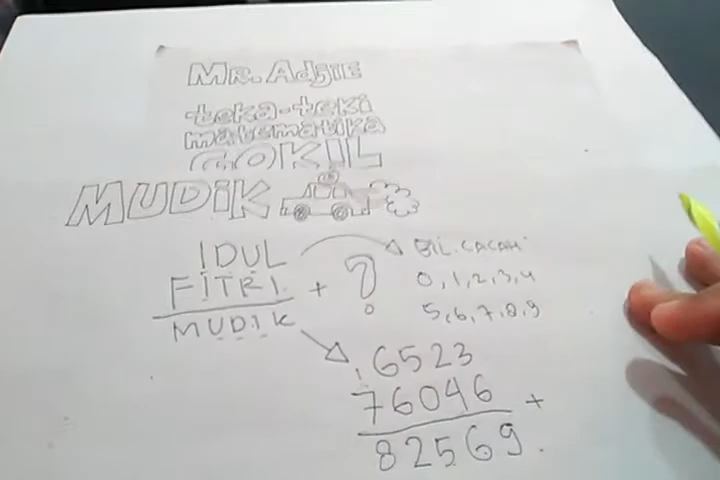 MR. AdjiE
teka-teki
matematika
GOKIL
MUDiK
IDUL
FITRI +
MUDIK
?
BIL. CACAH
0, 1, 2, 3, 4
5, 6, 7, 8, 9
1
6523
76046 +
82569.